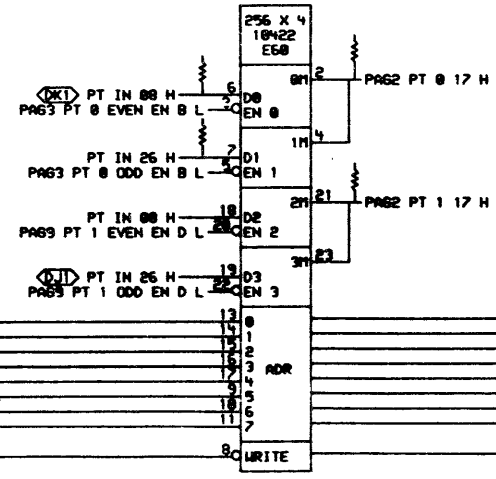 256 X 4
10422
E60
0M 2 PAG2 PT 0 17 H
DK1 PT IN 08 H 6 D0
PAG3 PT 0 EVEN EN B L EN 0
1M 4
PT IN 26 H 7 D1
PAG3 PT 0 ODD EN B L 5 EN 1
2M 21 PAG2 PT 1 17 H
PT IN 08 H 18 D2
PAG9 PT 1 EVEN EN D L 20 EN 2
3M 23
DJ1 PT IN 26 H 19 D3
PAG9 PT 1 ODD EN D L 22 EN 3
13 0
14 1
15 2
3
ADR
17 4
9 5
10 6
11 7
8 WRITE